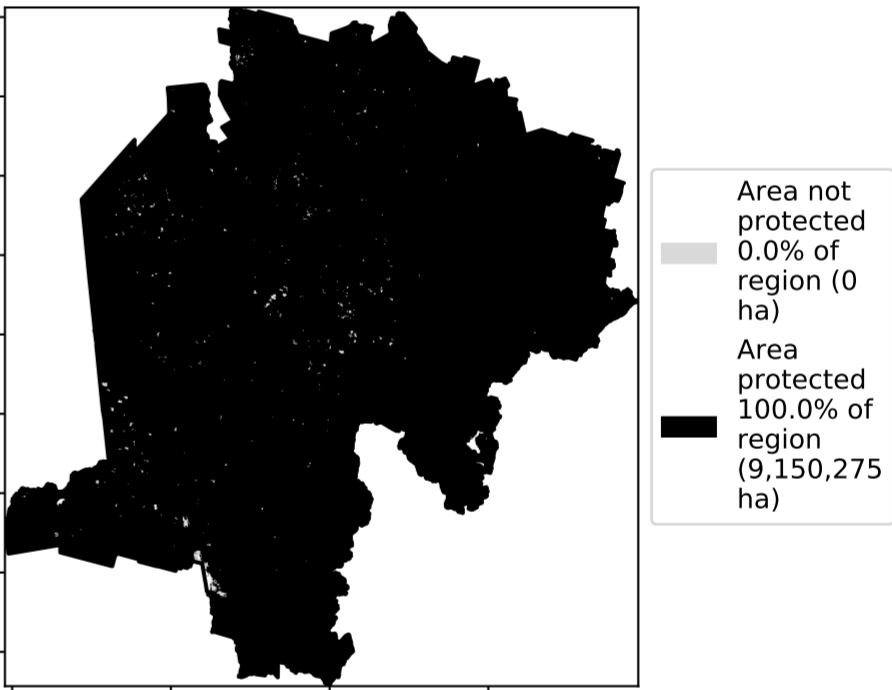 Area not
protected
0.0% of
region (0
ha)
Area
protected
100.0% of
region
(9,150,275
ha)